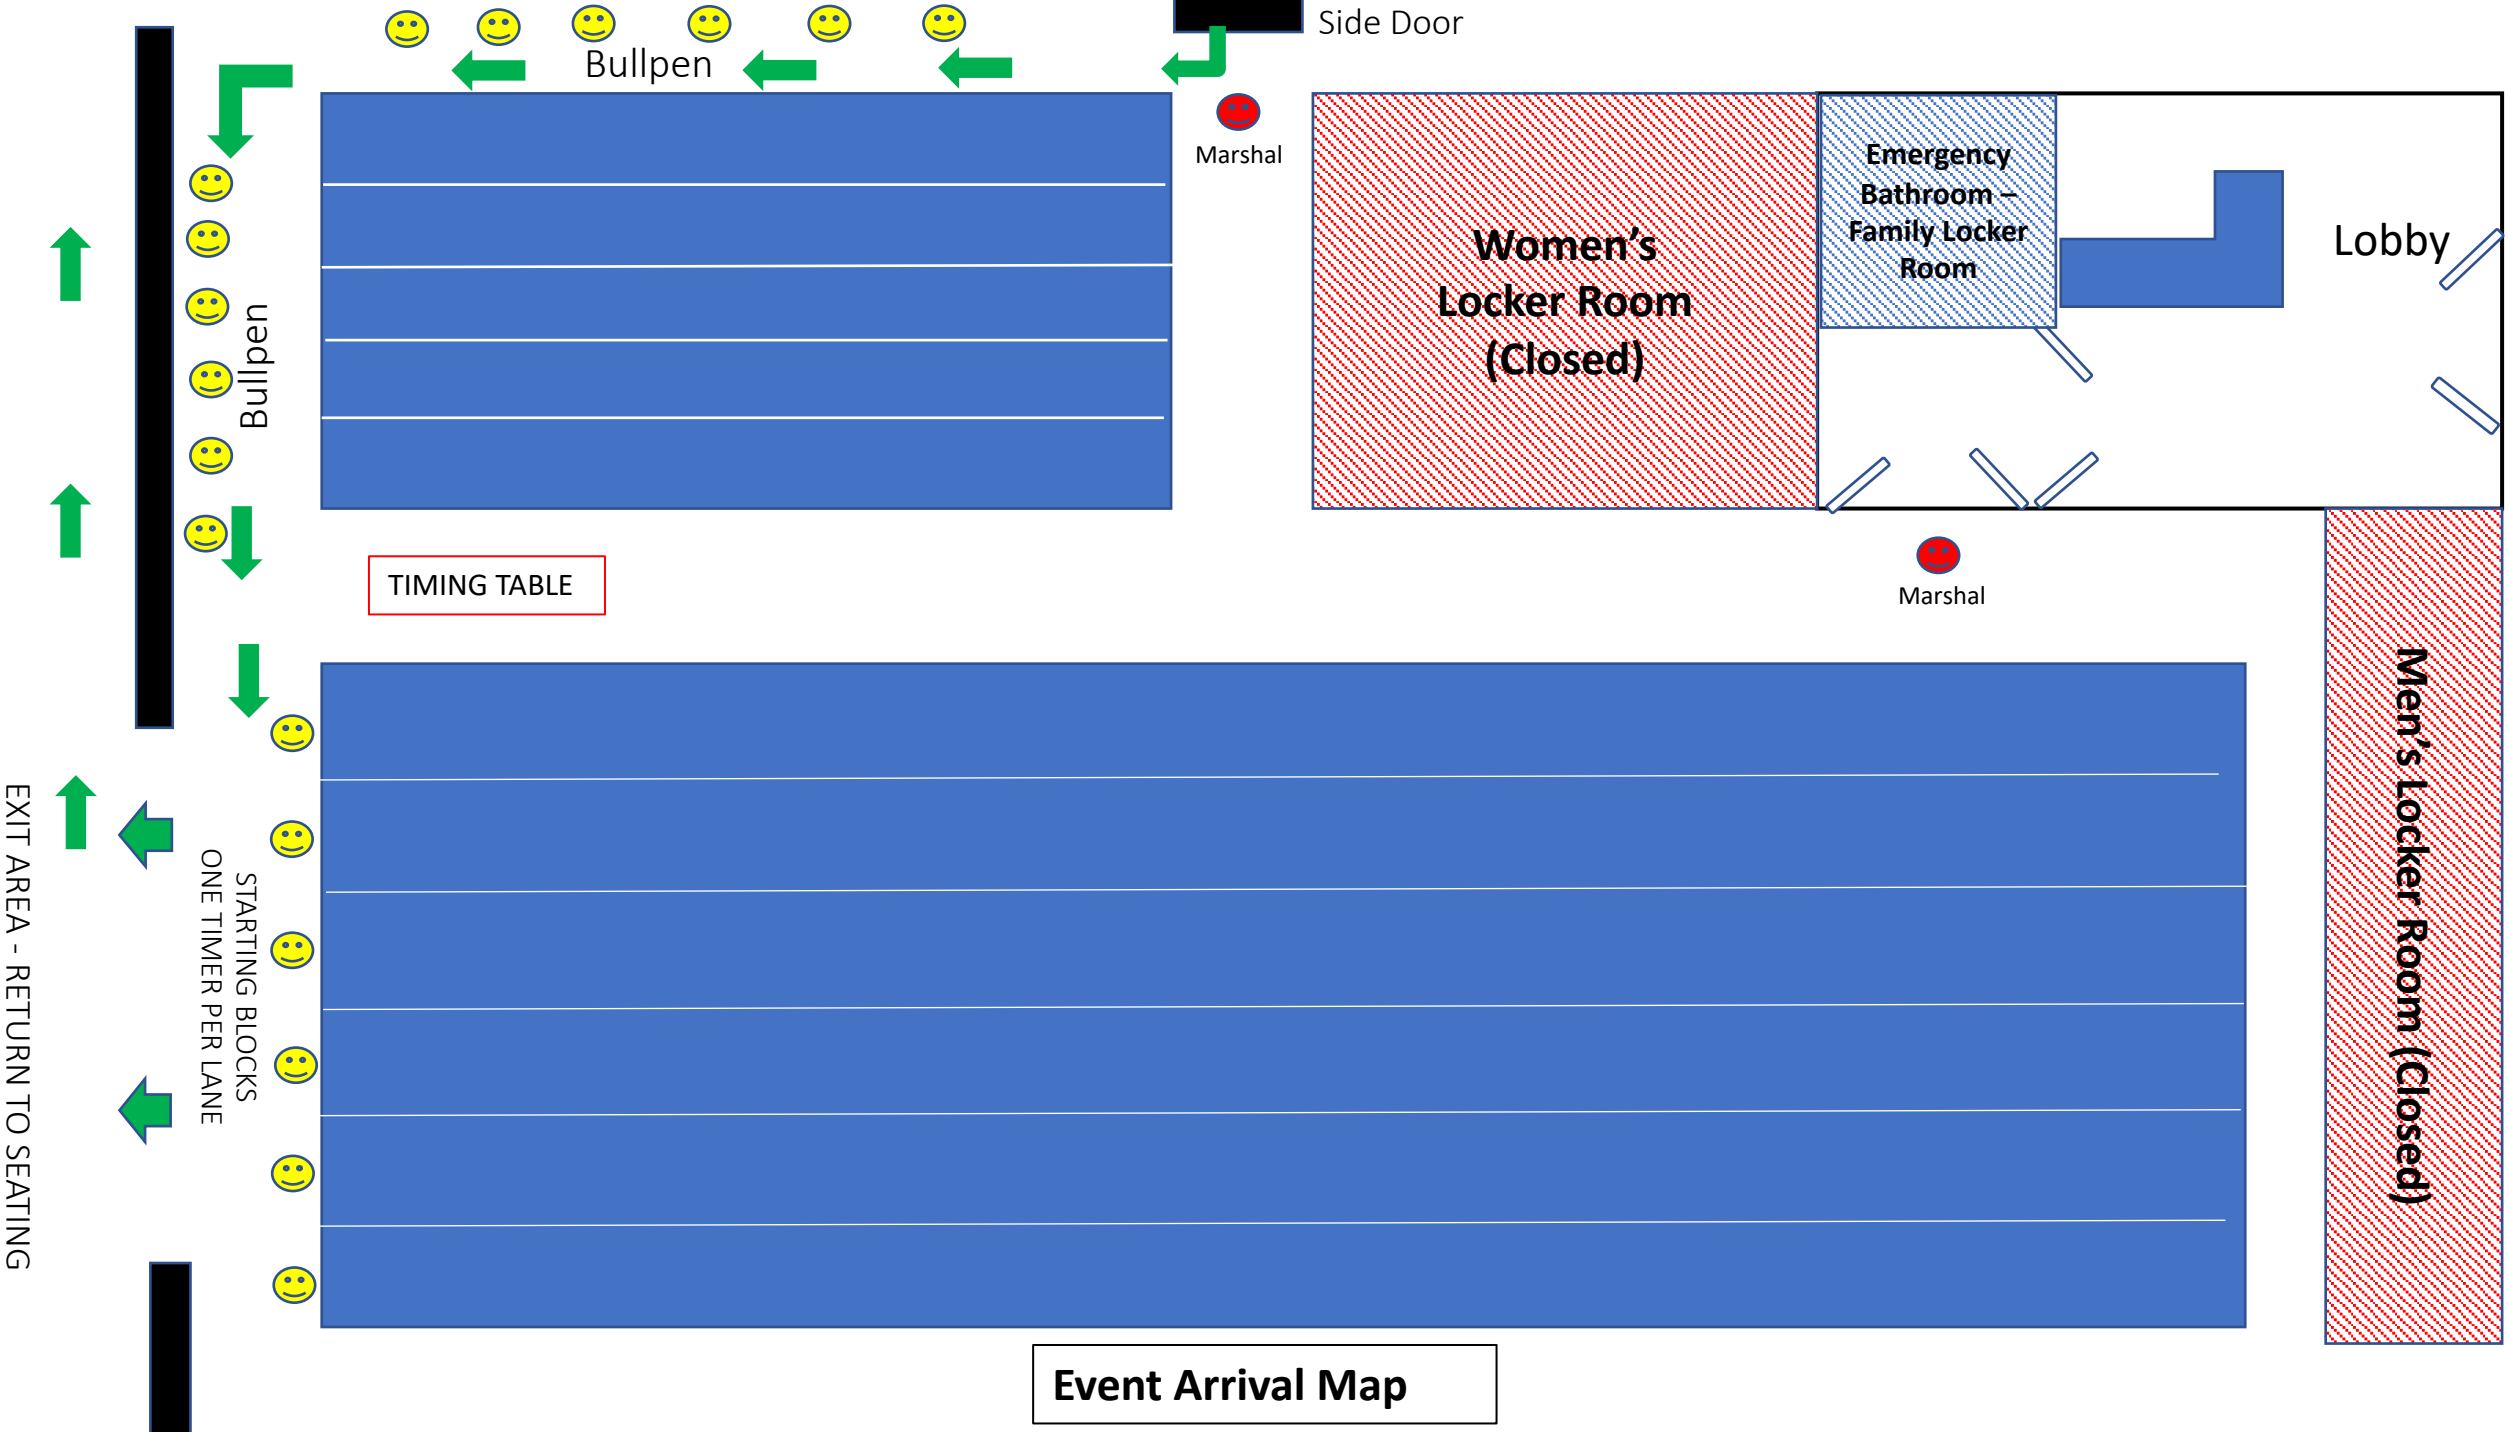 Side Door
Bullpen
Marshal
Women's
Locker Room
(Closed)
Emergency
Bathroom –
Family Locker
Room
Lobby
Bullpen
TIMING TABLE
Marshal
Men's Locker Room (Closed)
STARTING BLOCKS
ONE TIMER PER LANE
EXIT AREA - RETURN TO SEATING
Event Arrival Map